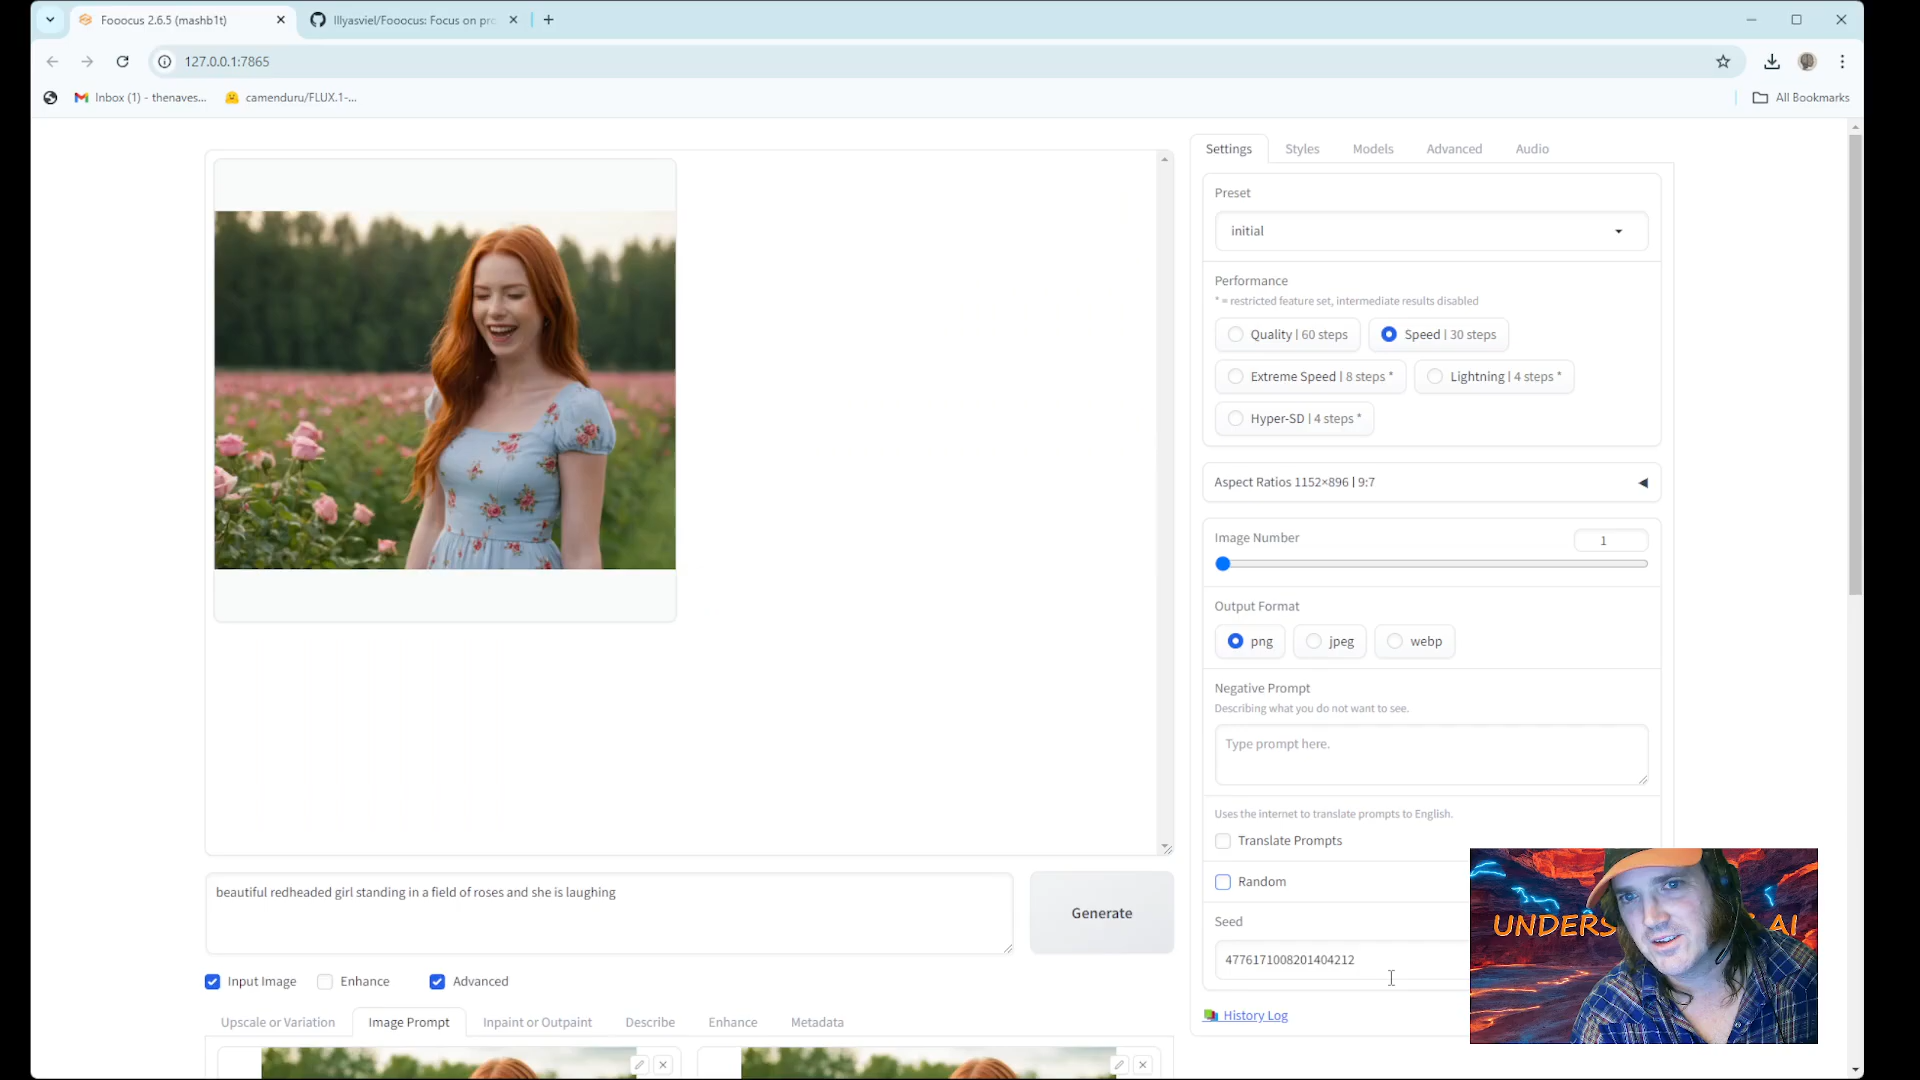 Fooocus 2.6.5 (mashb1t)
lllyasviel/Fooocus: Focus on pro
127.0.0.1:7865
Inbox (1) - thenaves...
camenduru/FLUX.1-...
All Bookmarks
Settings
Styles
Models
Advanced
Audio
Preset
initial
Performance
* = restricted feature set, intermediate results disabled
Quality | 60 steps
Speed | 30 steps
Extreme Speed | 8 steps *
Lightning | 4 steps *
Hyper-SD | 4 steps *
Aspect Ratios 1152×896 | 9:7
Image Number
1
Output Format
png
jpeg
webp
Negative Prompt
Describing what you do not want to see.
Type prompt here.
Uses the internet to translate prompts to English.
Translate Prompts
Random
Seed
4776171008201404212
History Log
beautiful redheaded girl standing in a field of roses and she is laughing
Generate
Input Image
Enhance
Advanced
Upscale or Variation
Image Prompt
Inpaint or Outpaint
Describe
Enhance
Metadata
AI